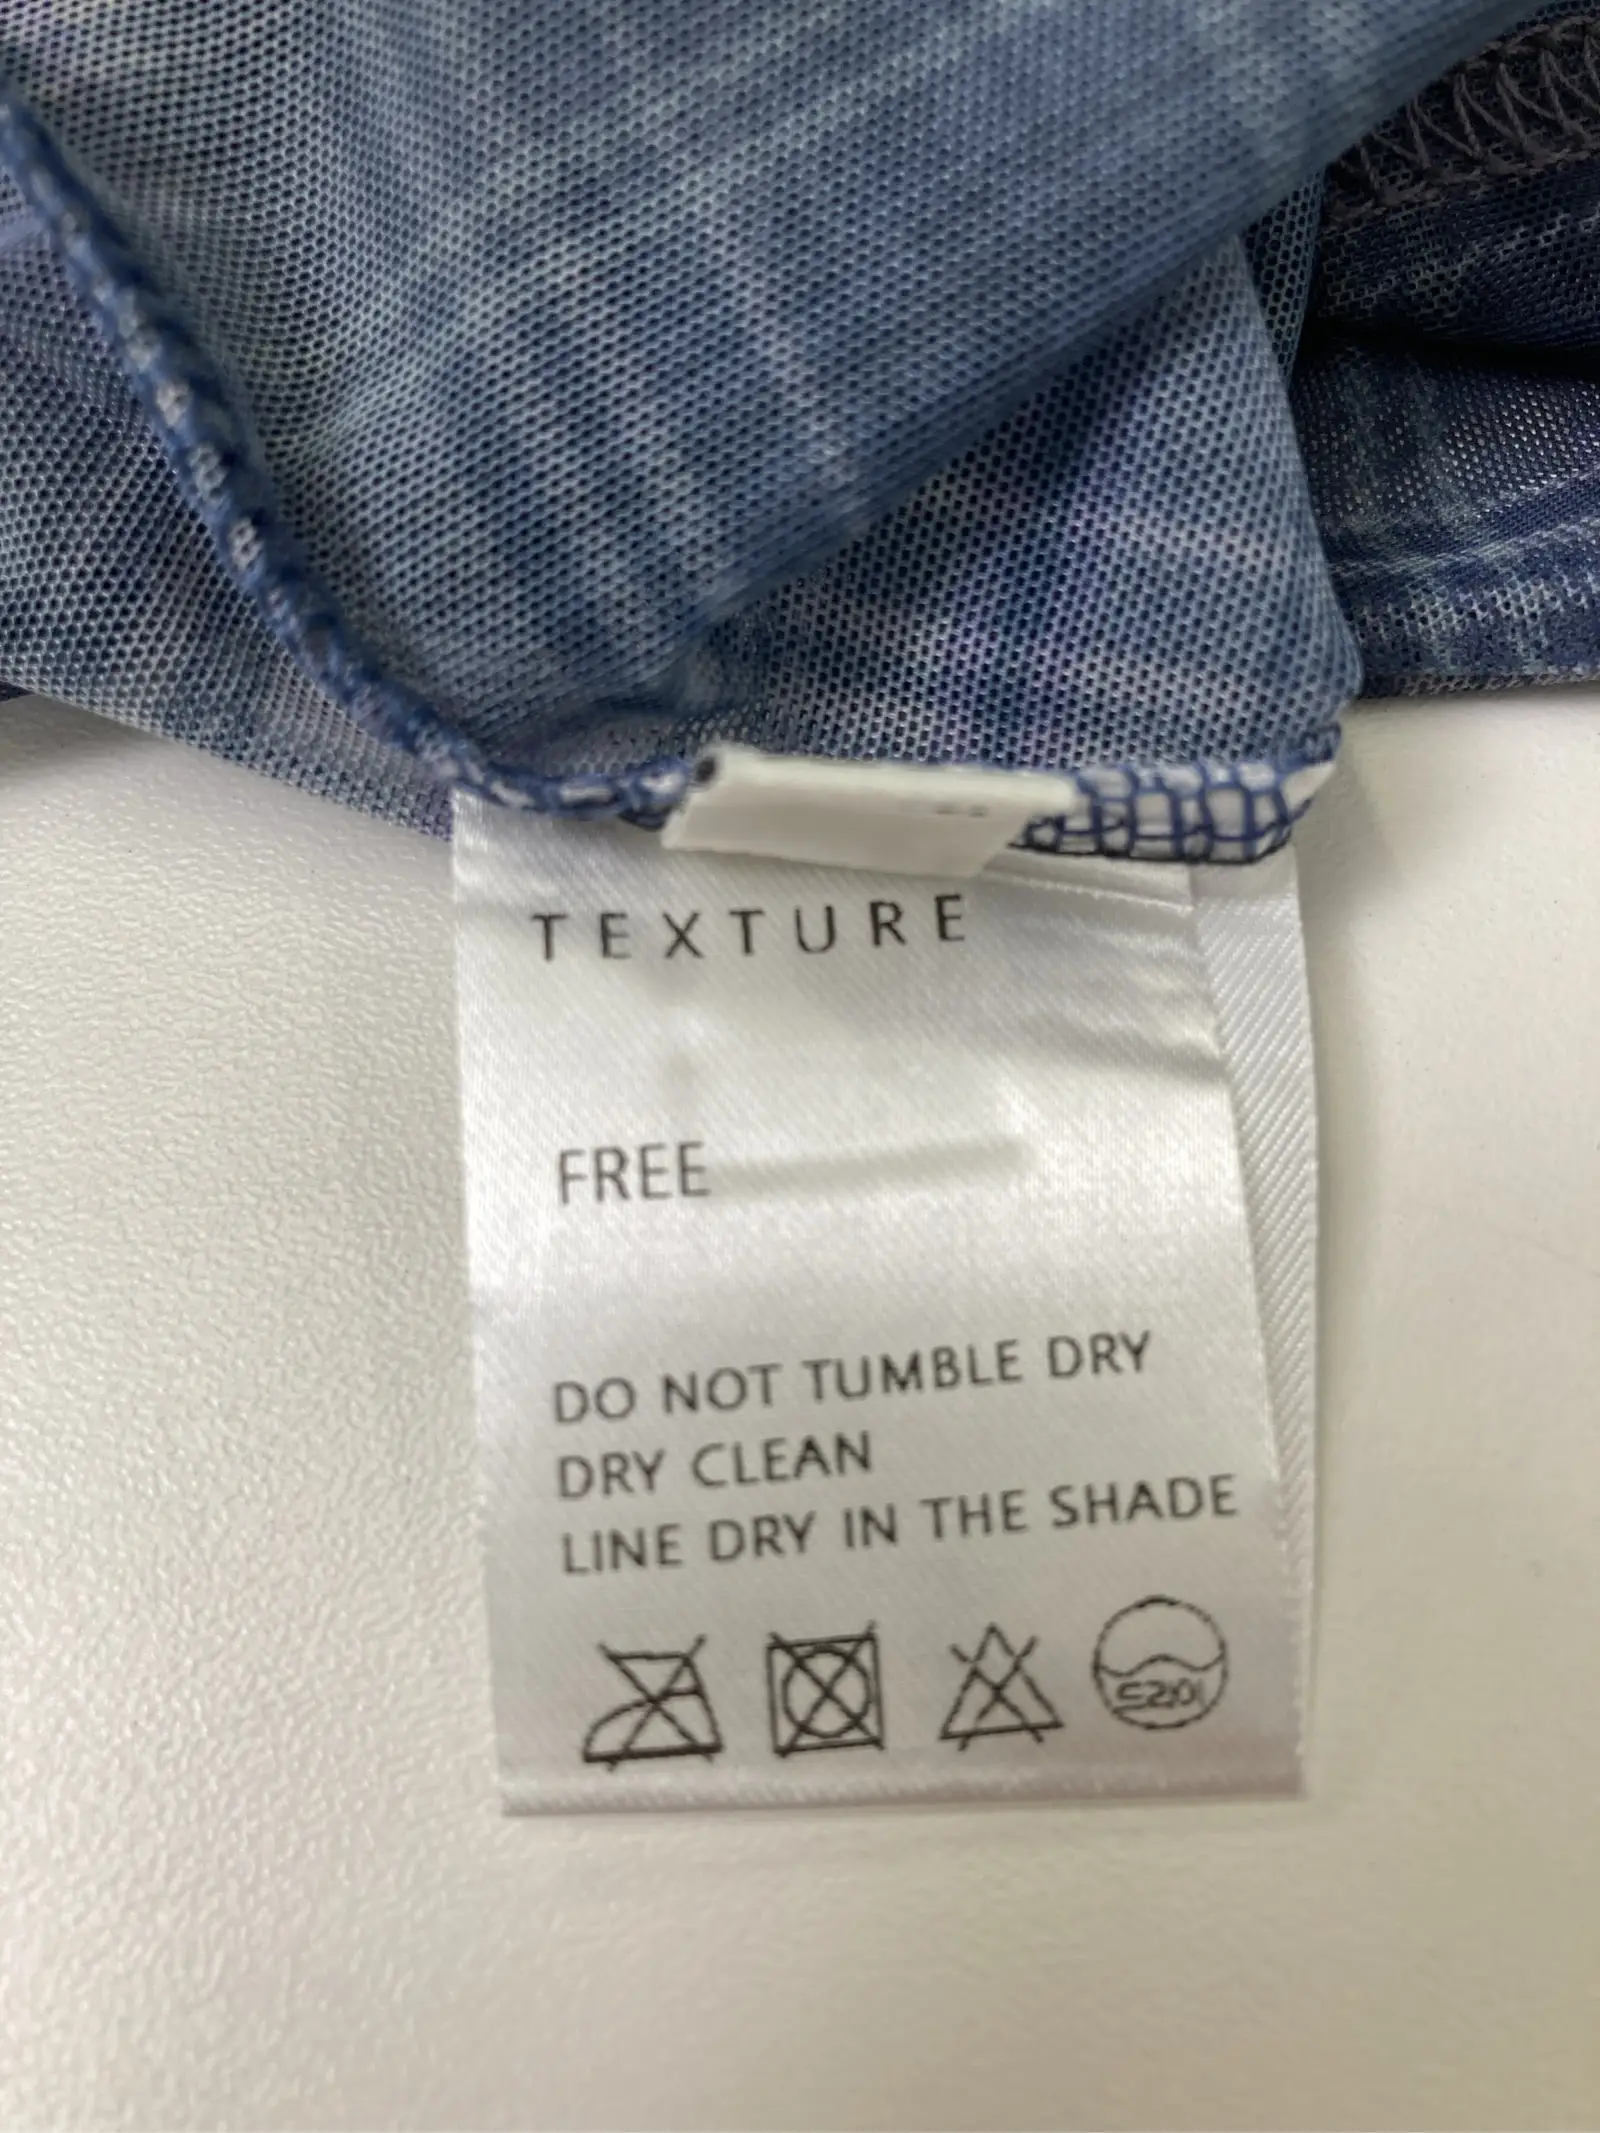 TEXTURE
FREE
DO NOT TUMBLE DRY
DRY CLEAN
LINE DRY IN THE SHADE